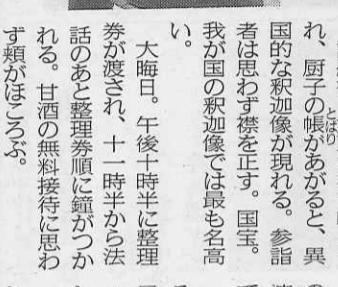 れ、厨子の帳があがると、異
とばり
国的な釈迦像が現れる。参詣
者は思わず襟を正す。国宝。
我が国の釈迦像では最も名高
い。
大晦日。午後十時半に整理
券が渡され、十一時半から法
話のあと整理券順に鐘がつか
れる。甘酒の無料接待に思わ
ず頬がほころぶ。